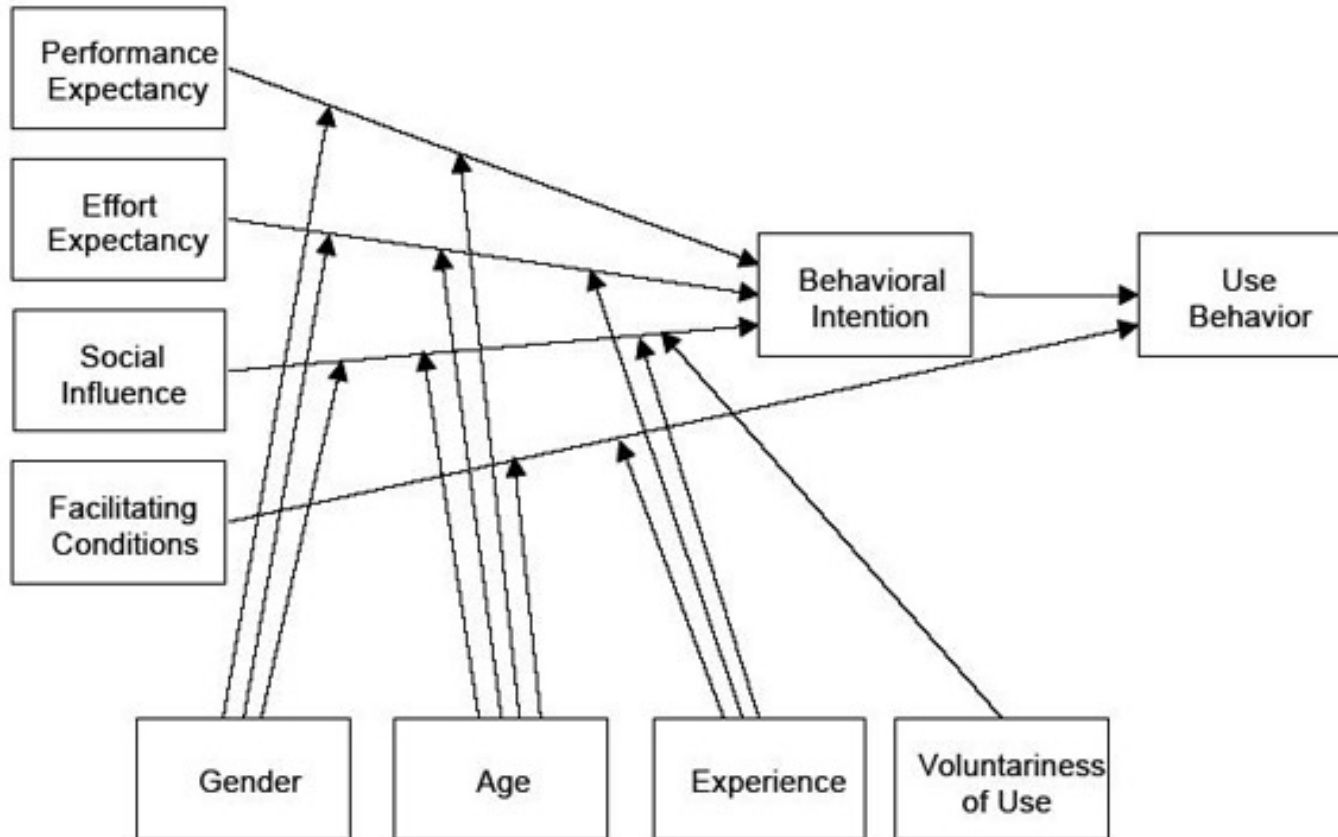 Performance
Expectancy
Effort
Expectancy
Social
Influence
Facilitating
Conditions
Behavioral
Intention
Use
Behavior
Gender
Age
Experience
Voluntariness
of Use